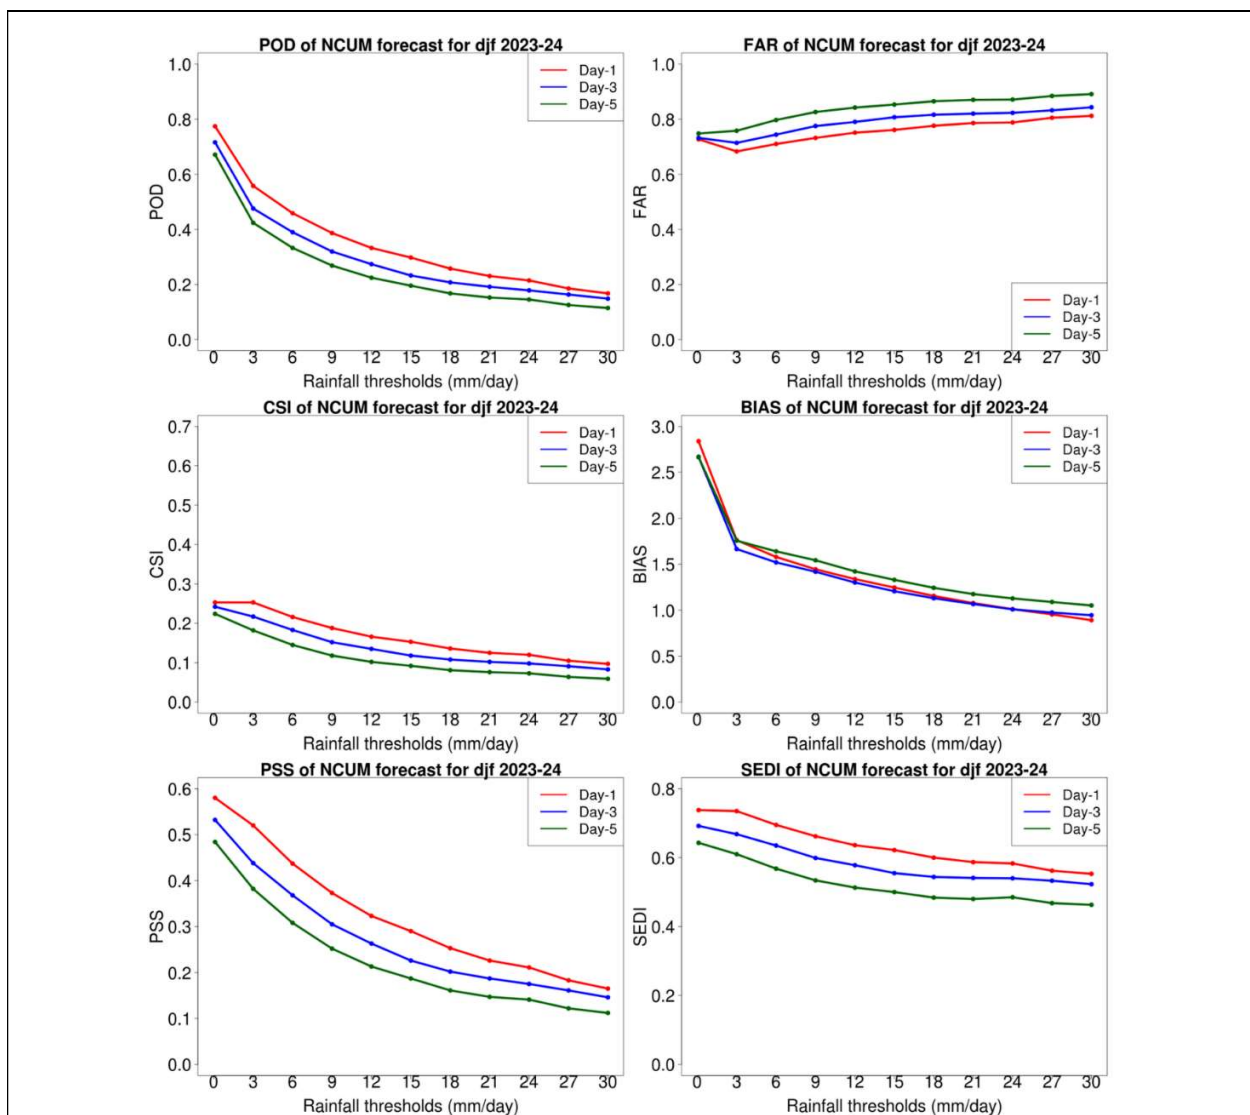 POD of NCUM forecast for djf 2023-24
1.0
0.8
0.6
0.4
0.2
0.0
POD
Day-1
Day-3
Day-5
0 3 6 9 12 15 18 21 24 27 30
Rainfall thresholds (mm/day)
FAR of NCUM forecast for djf 2023-24
1.0
0.8
0.6
0.4
0.2
0.0
FAR
Day-1
Day-3
Day-5
0 3 6 9 12 15 18 21 24 27 30
Rainfall thresholds (mm/day)
CSI of NCUM forecast for djf 2023-24
0.7
0.6
0.5
0.4
0.3
0.2
0.1
0.0
CSI
Day-1
Day-3
Day-5
0 3 6 9 12 15 18 21 24 27 30
Rainfall thresholds (mm/day)
BIAS of NCUM forecast for djf 2023-24
3.0
2.5
2.0
1.5
1.0
0.5
0.0
BIAS
Day-1
Day-3
Day-5
0 3 6 9 12 15 18 21 24 27 30
Rainfall thresholds (mm/day)
PSS of NCUM forecast for djf 2023-24
0.6
0.5
0.4
0.3
0.2
0.1
0.0
PSS
Day-1
Day-3
Day-5
0 3 6 9 12 15 18 21 24 27 30
Rainfall thresholds (mm/day)
SEDI of NCUM forecast for djf 2023-24
0.8
0.6
0.4
0.2
0.0
SEDI
Day-1
Day-3
Day-5
0 3 6 9 12 15 18 21 24 27 30
Rainfall thresholds (mm/day)